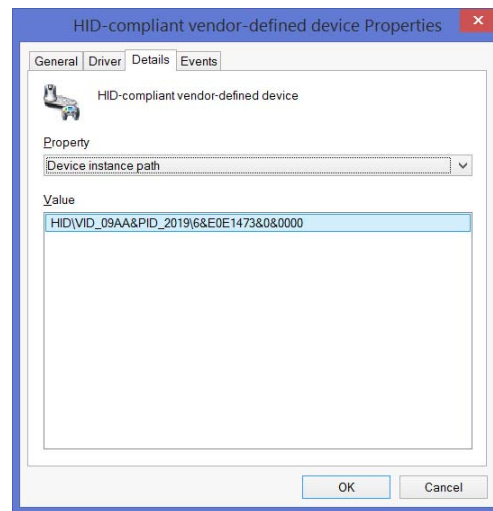 HID-compliant vendor-defined device Properties
General Driver Details Events
HID-compliant vendor-defined device
Property
Device instance path
Value
HID\VID_09AA&PID_2019\6&E0E1473&0&0000
OK Cancel